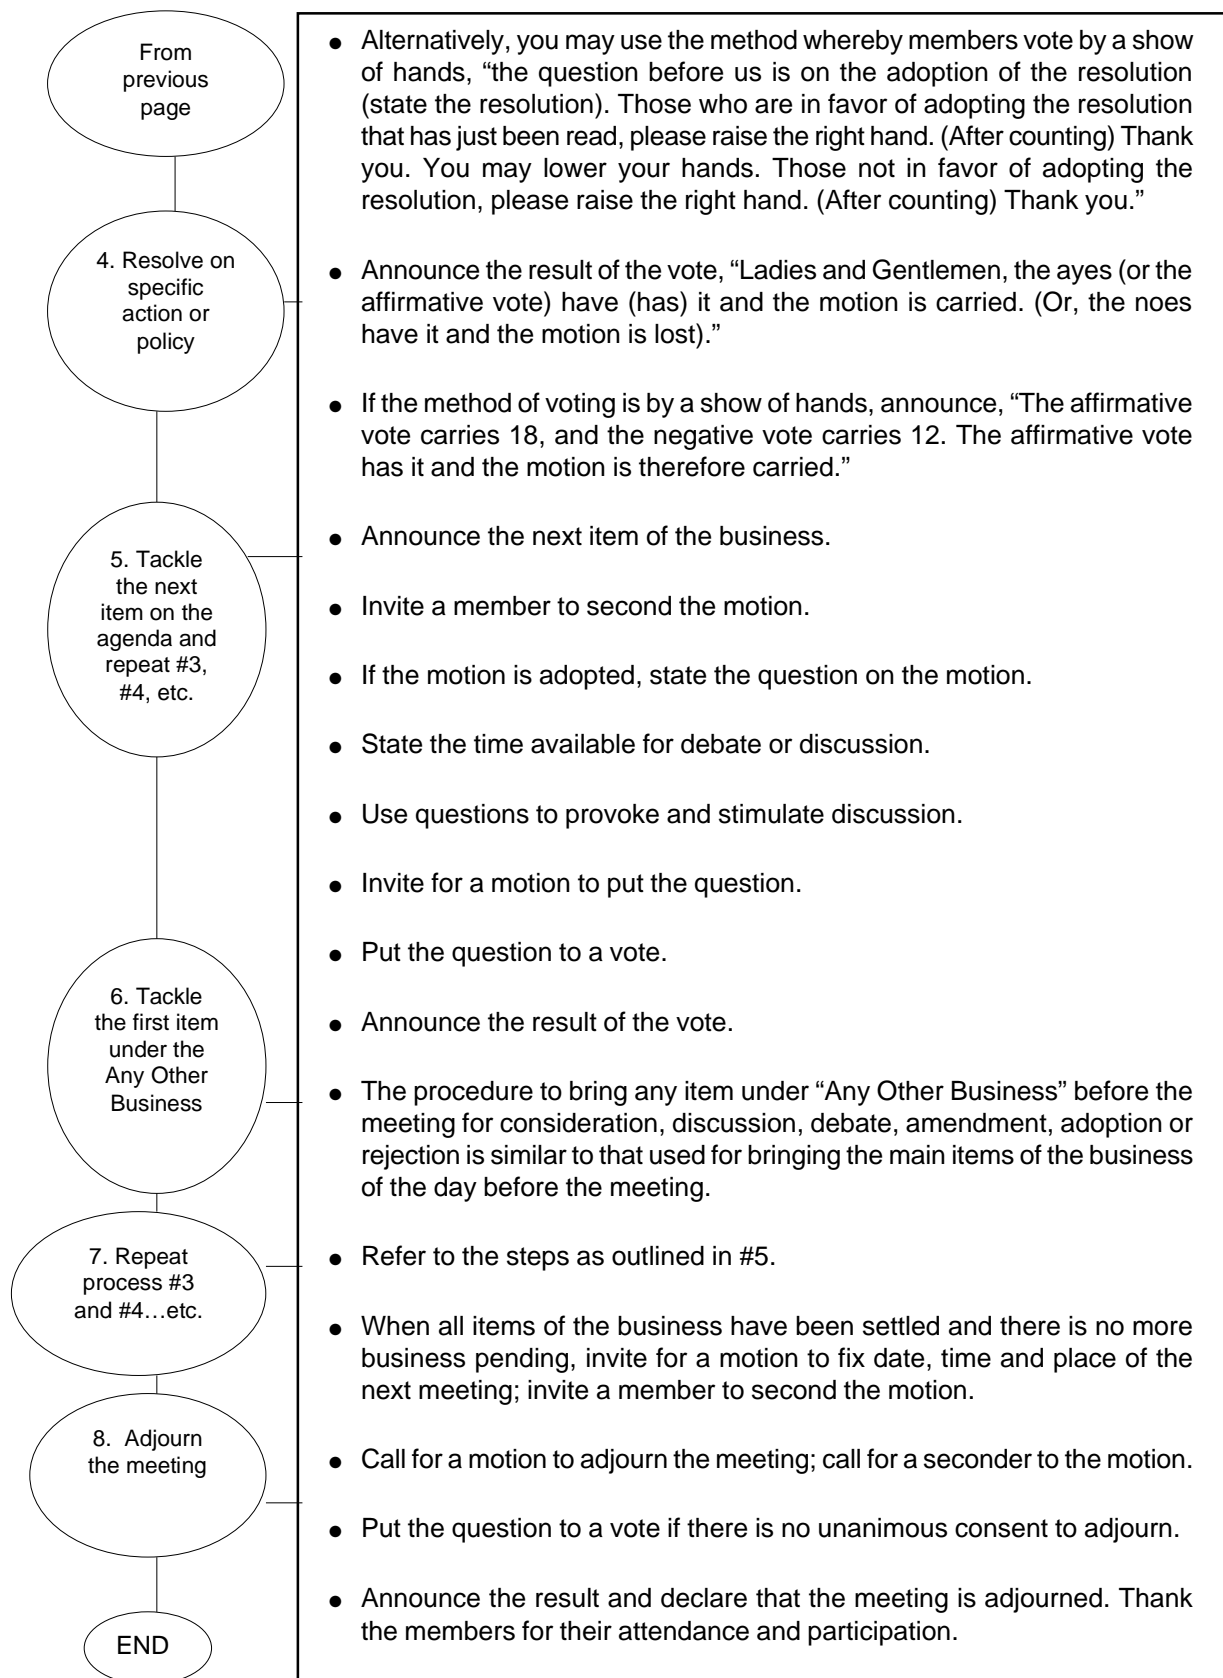 From
previous
page
● Alternatively, you may use the method whereby members vote by a show
of hands, “the question before us is on the adoption of the resolution
(state the resolution). Those who are in favor of adopting the resolution
that has just been read, please raise the right hand. (After counting) Thank
you. You may lower your hands. Those not in favor of adopting the
resolution, please raise the right hand. (After counting) Thank you.”
4. Resolve on
specific
action or
policy
● Announce the result of the vote, “Ladies and Gentlemen, the ayes (or the
affirmative vote) have (has) it and the motion is carried. (Or, the noes
have it and the motion is lost).”
● If the method of voting is by a show of hands, announce, “The affirmative
vote carries 18, and the negative vote carries 12. The affirmative vote
has it and the motion is therefore carried.”
5. Tackle
the next
item on the
agenda and
repeat #3,
#4, etc.
● Announce the next item of the business.
● Invite a member to second the motion.
● If the motion is adopted, state the question on the motion.
● State the time available for debate or discussion.
● Use questions to provoke and stimulate discussion.
● Invite for a motion to put the question.
● Put the question to a vote.
● Announce the result of the vote.
6. Tackle
the first item
under the
Any Other
Business
● The procedure to bring any item under “Any Other Business” before the
meeting for consideration, discussion, debate, amendment, adoption or
rejection is similar to that used for bringing the main items of the business
of the day before the meeting.
7. Repeat
process #3
and #4…etc.
● Refer to the steps as outlined in #5.
● When all items of the business have been settled and there is no more
business pending, invite for a motion to fix date, time and place of the
next meeting; invite a member to second the motion.
8. Adjourn
the meeting
● Call for a motion to adjourn the meeting; call for a seconder to the motion.
● Put the question to a vote if there is no unanimous consent to adjourn.
● Announce the result and declare that the meeting is adjourned. Thank
the members for their attendance and participation.
END